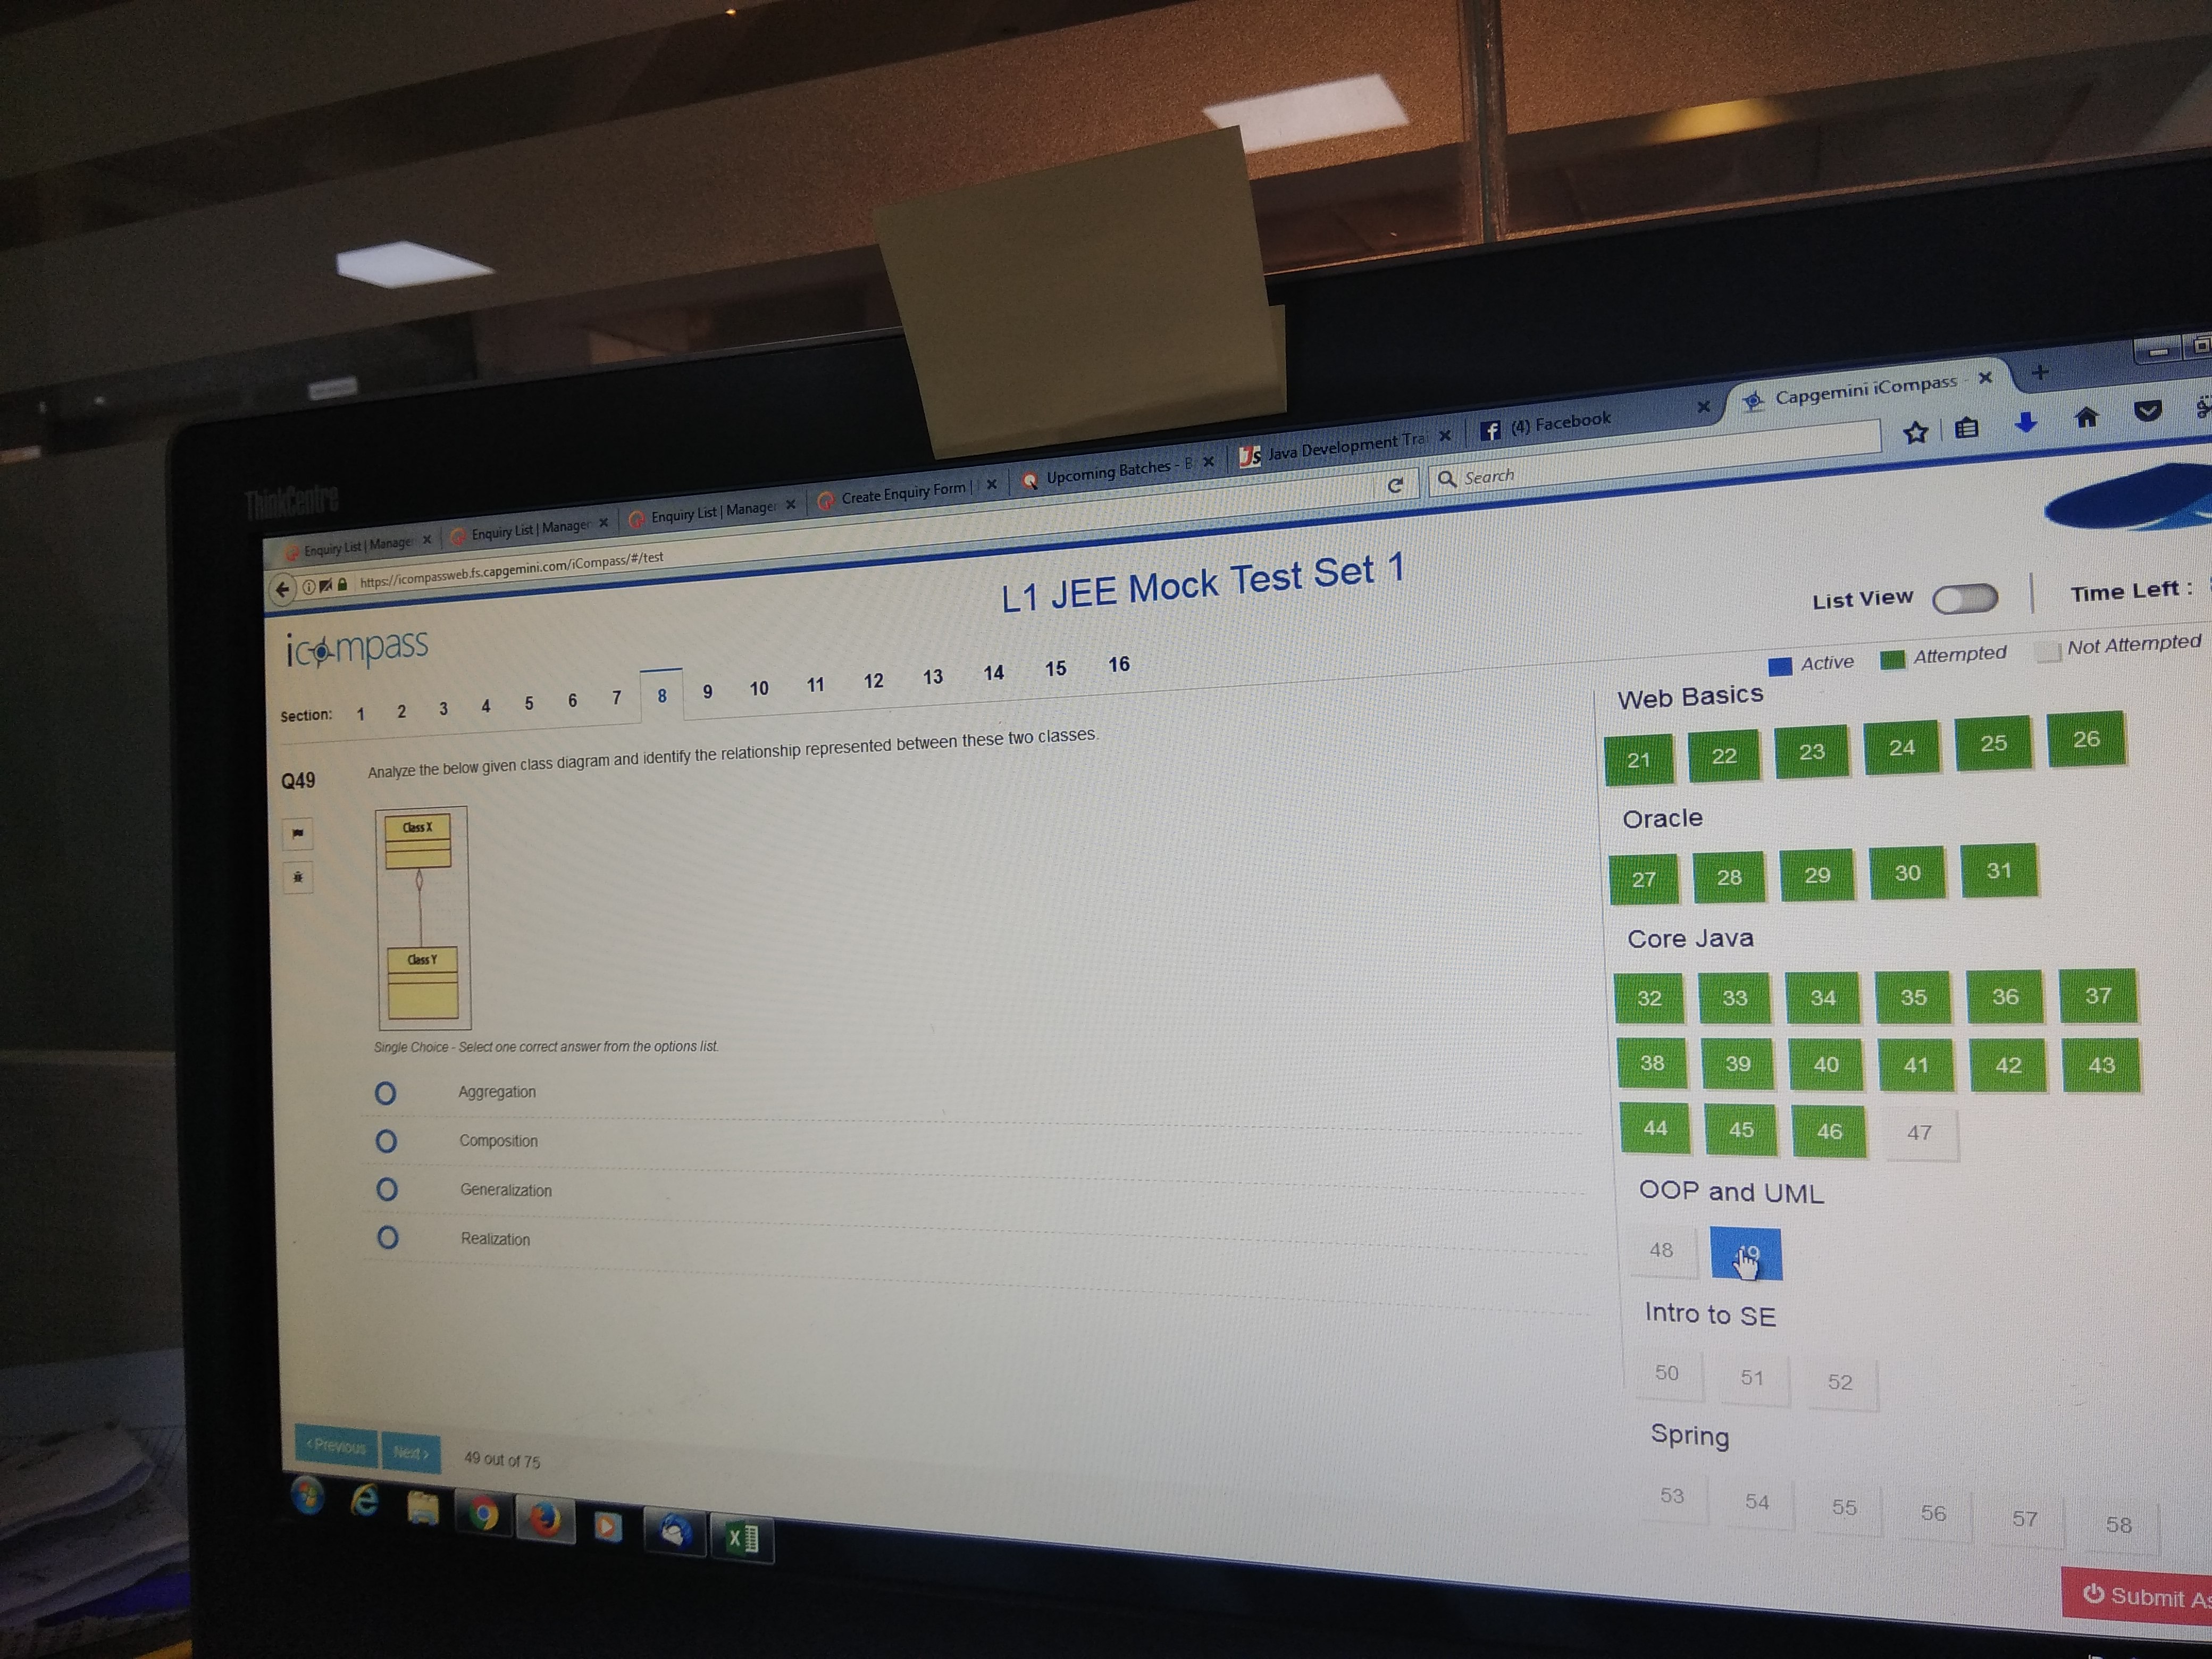 ThinkCentre
Enquiry List | Manager
Enquiry List | Manager
Enquiry List | Manager
Create Enquiry Form |
Upcoming Batches - B
Java Development Trai
(4) Facebook
Capgemini iCompass -
https://icompassweb.fs.capgemini.com/iCompass/#/test
Search
icompass
L1 JEE Mock Test Set 1
List View
Time Left :
Active
Attempted
Not Attempted
Section: 1 2 3 4 5 6 7 8 9 10 11 12 13 14 15 16
Q49
Analyze the below given class diagram and identify the relationship represented between these two classes.
Class X
Class Y
Single Choice - Select one correct answer from the options list.
Aggregation
Composition
Generalization
Realization
< Previous
Next >
49 out of 75
Web Basics
21 22 23 24 25 26
Oracle
27 28 29 30 31
Core Java
32 33 34 35 36 37
38 39 40 41 42 43
44 45 46 47
OOP and UML
48 49
Intro to SE
50 51 52
Spring
53 54 55 56 57 58
Submit As